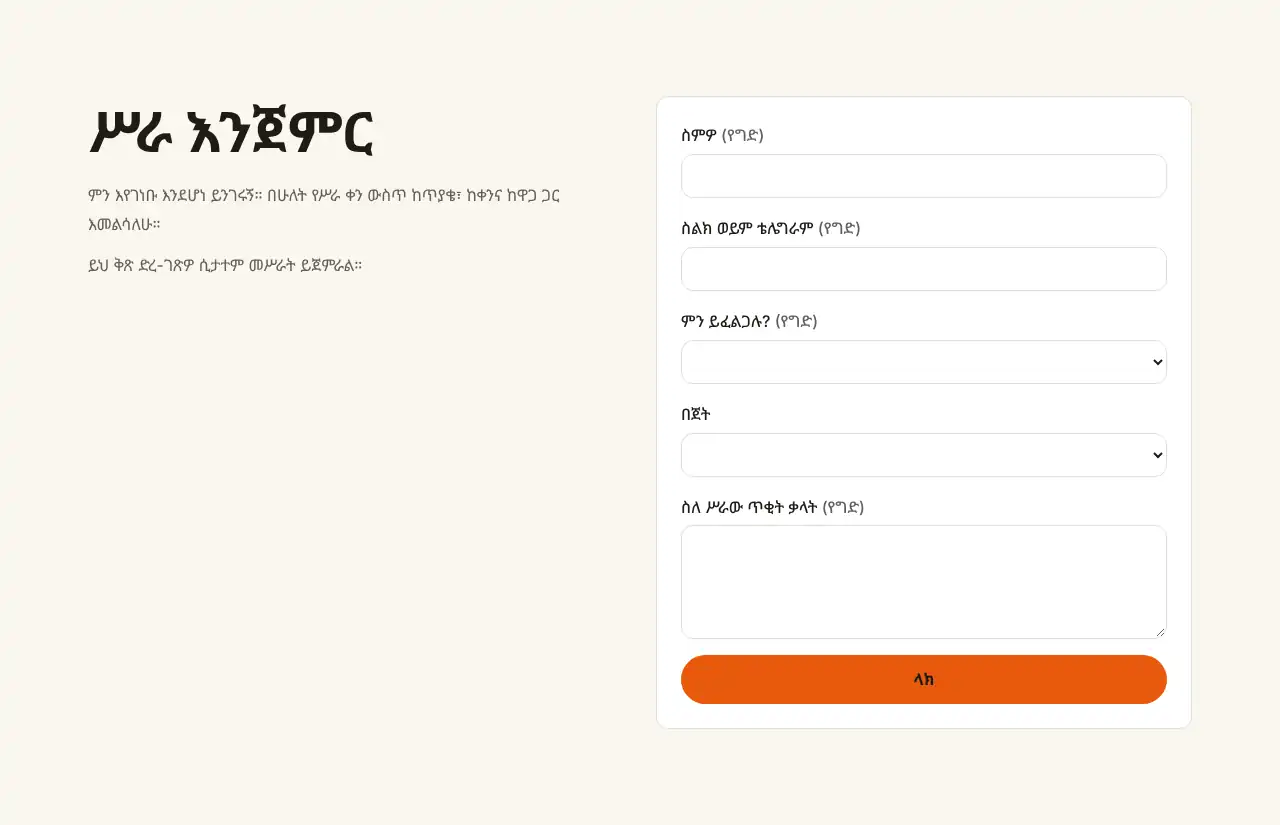 ሥራ እንጀምር
ምን እየገነቡ እንደሆነ ይንገሩኝ። በሁለት የሥራ ቀን ውስጥ ከጥያቄ፣ ከቀንና ከዋጋ ጋር
እመልሳለሁ።
ይህ ቅጽ ድረ-ገጽዎ ሲታተም መሥራት ይጀምራል።
ስምዎ (የግድ)
ስልክ ወይም ቴሌግራም (የግድ)
ምን ይፈልጋሉ? (የግድ)
በጀት
ስለ ሥራው ጥቂት ቃላት (የግድ)
ላክ